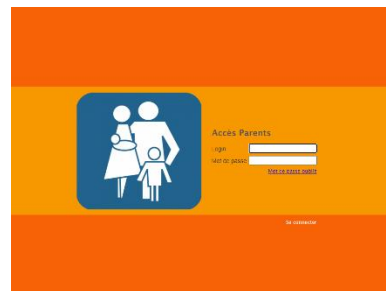 Accès Parents
Login
Mot de passe
Mot de passe oublié
Se connecter